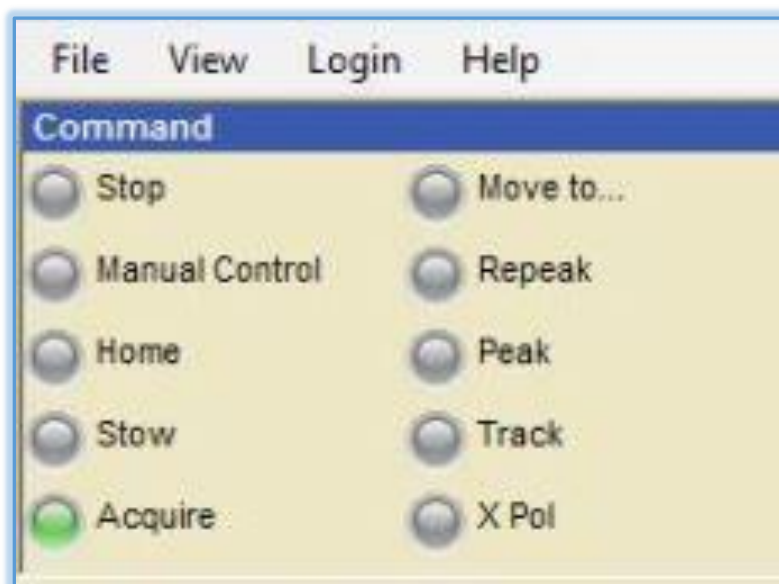 File View Login Help
Command
Stop
Move to...
Manual Control
Repeak
Home
Peak
Stow
Track
Acquire
X Pol